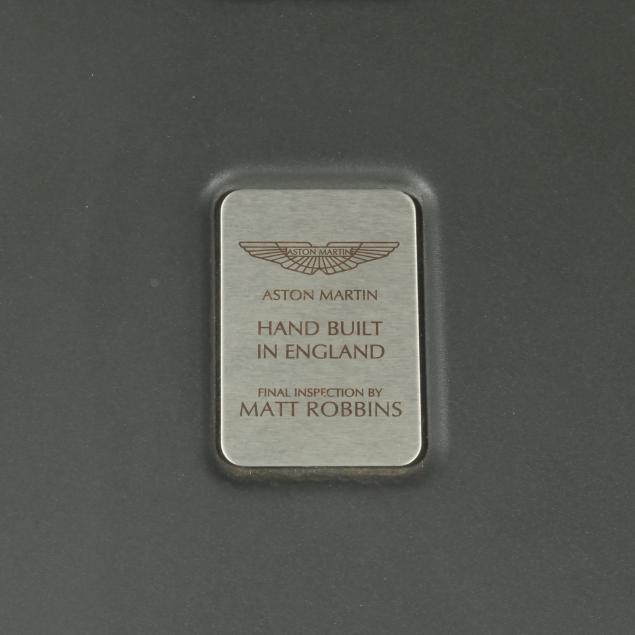 ASTON MARTIN
ASTON MARTIN
HAND BUILT
IN ENGLAND
FINAL INSPECTION BY
MATT ROBBINS